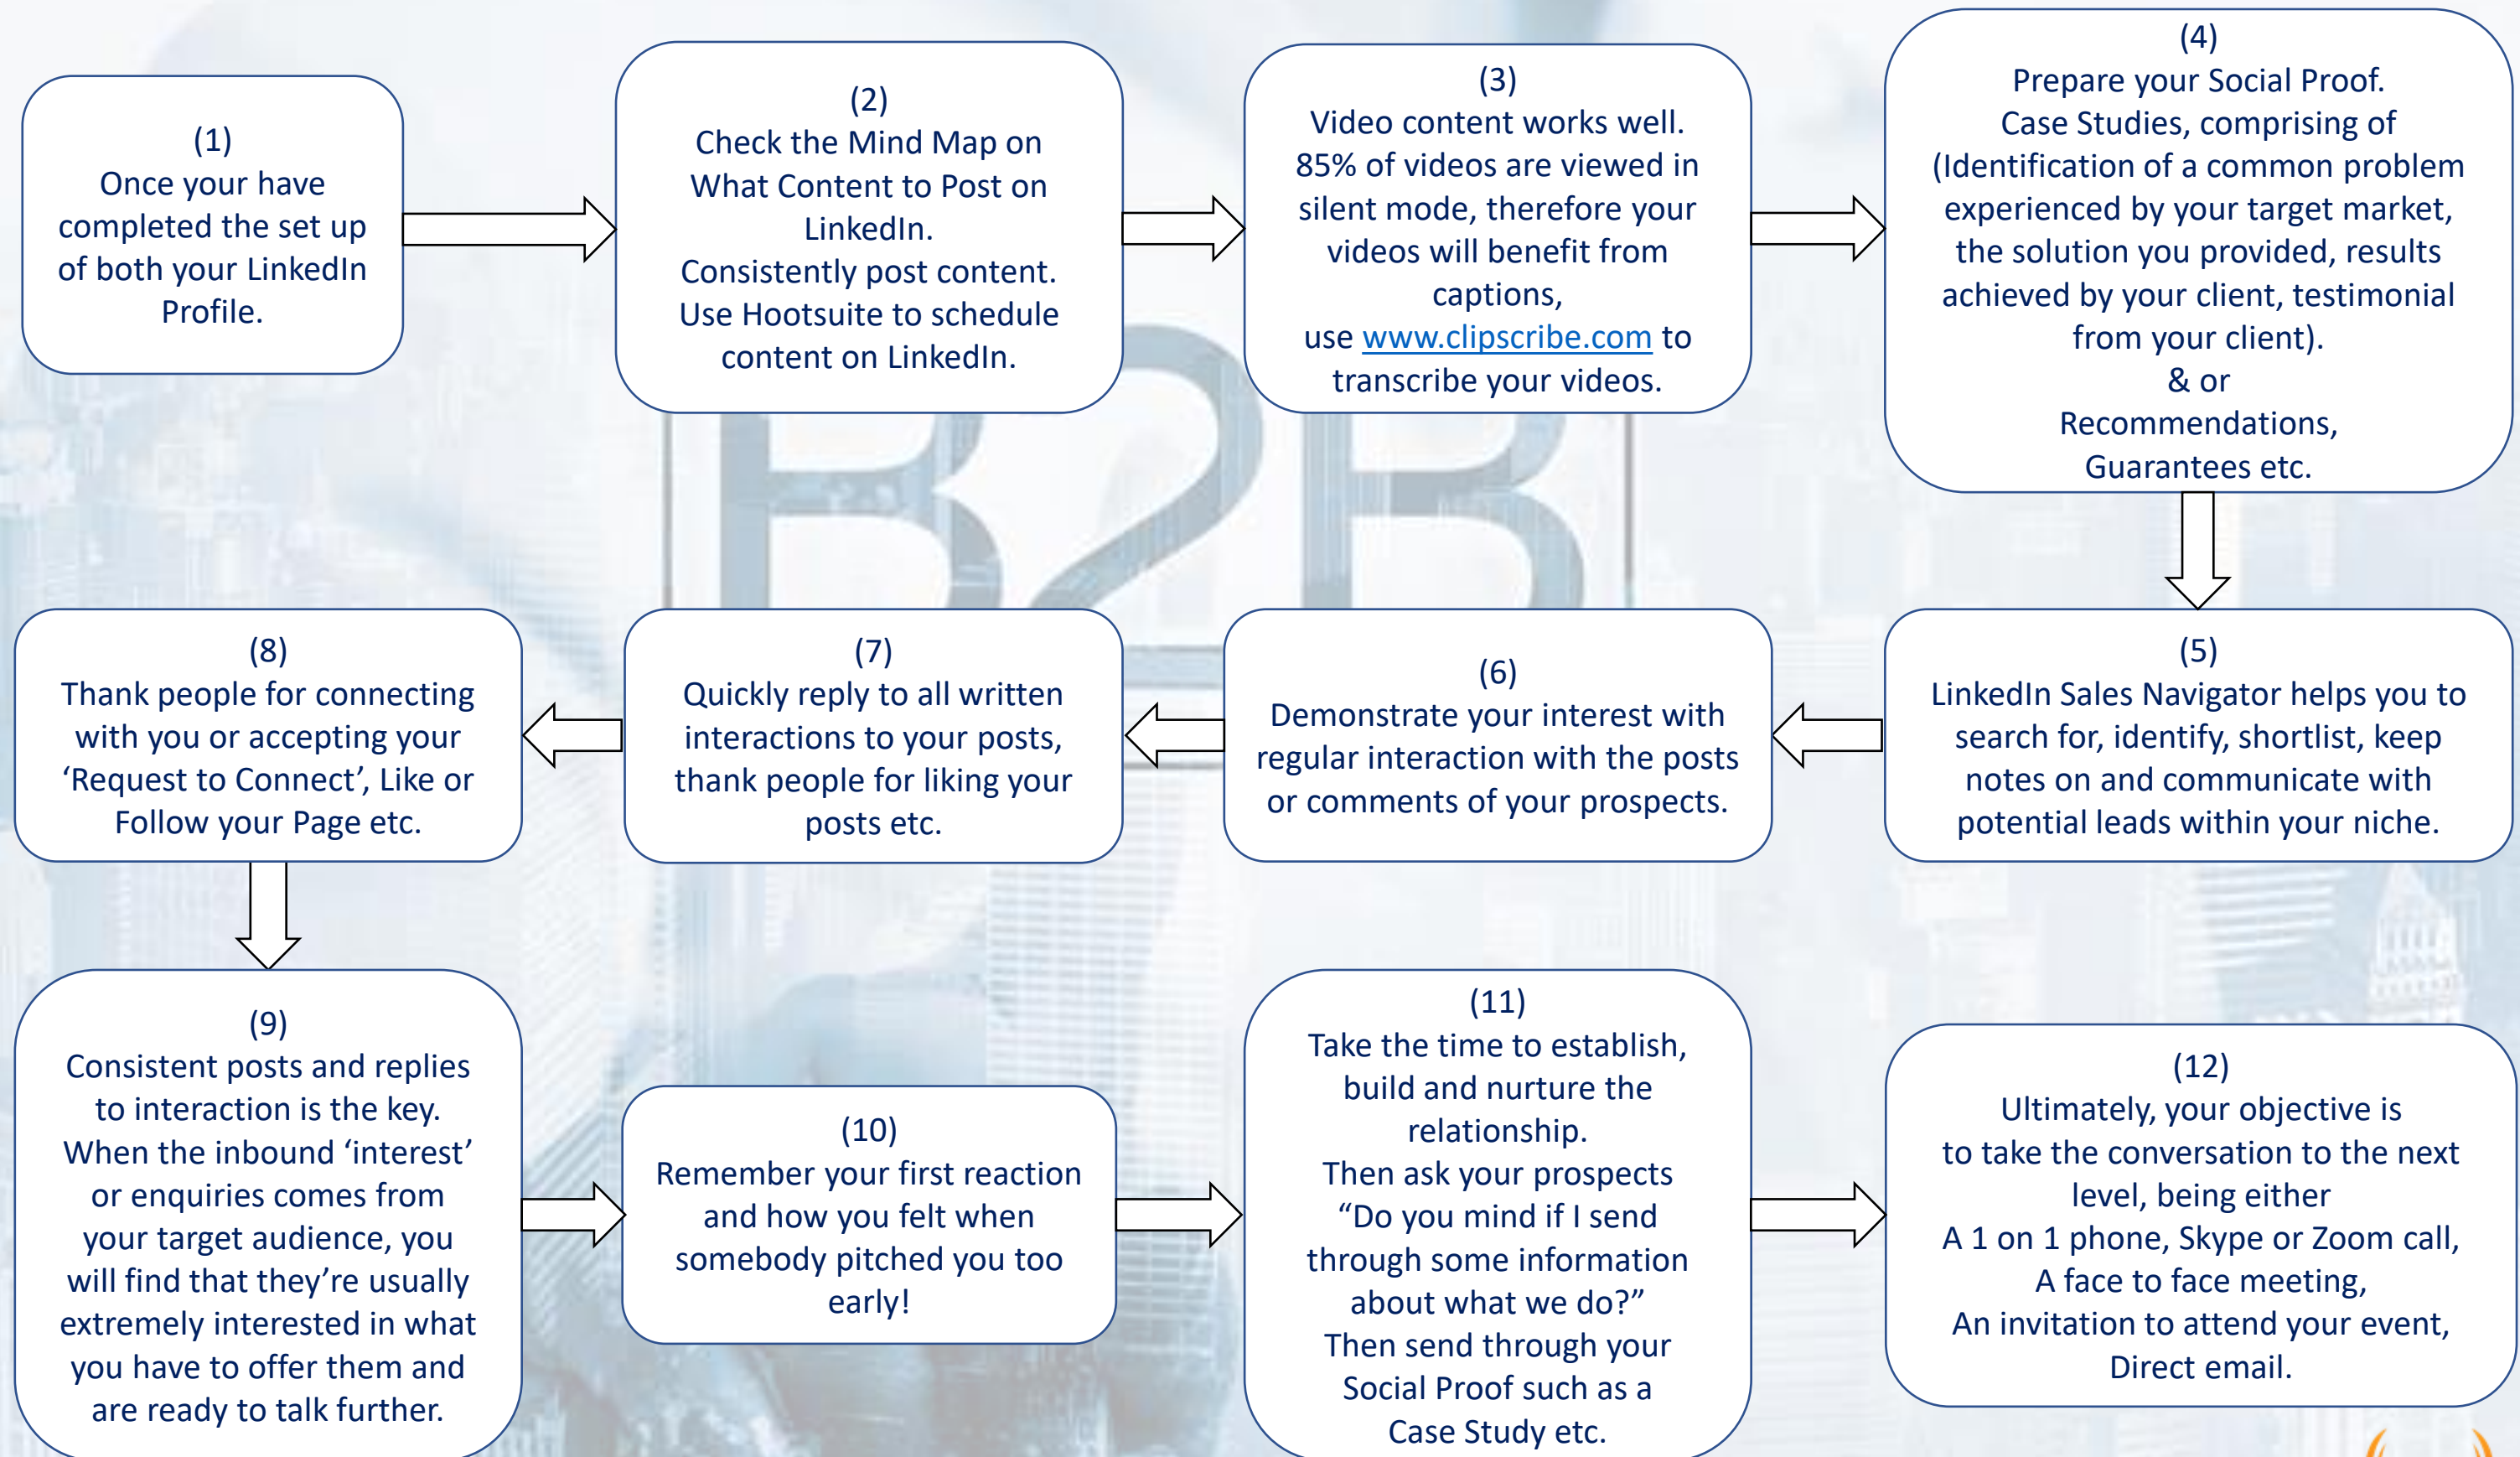 (1)
Once your have
completed the set up
of both your LinkedIn
Profile.
(2)
Check the Mind Map on
What Content to Post on
LinkedIn.
Consistently post content.
Use Hootsuite to schedule
content on LinkedIn.
(3)
Video content works well.
85% of videos are viewed in
silent mode, therefore your
videos will benefit from
captions,
use www.clipscribe.com to
transcribe your videos.
(4)
Prepare your Social Proof.
Case Studies, comprising of
(Identification of a common problem
experienced by your target market,
the solution you provided, results
achieved by your client, testimonial
from your client).
& or
Recommendations,
Guarantees etc.
B2B
(5)
LinkedIn Sales Navigator helps you to
search for, identify, shortlist, keep
notes on and communicate with
potential leads within your niche.
(6)
Demonstrate your interest with
regular interaction with the posts
or comments of your prospects.
(7)
Quickly reply to all written
interactions to your posts,
thank people for liking your
posts etc.
(8)
Thank people for connecting
with you or accepting your
‘Request to Connect’, Like or
Follow your Page etc.
(9)
Consistent posts and replies
to interaction is the key.
When the inbound ‘interest’
or enquiries comes from
your target audience, you
will find that they’re usually
extremely interested in what
you have to offer them and
are ready to talk further.
(10)
Remember your first reaction
and how you felt when
somebody pitched you too
early!
(11)
Take the time to establish,
build and nurture the
relationship.
Then ask your prospects
“Do you mind if I send
through some information
about what we do?”
Then send through your
Social Proof such as a
Case Study etc.
(12)
Ultimately, your objective is
to take the conversation to the next
level, being either
A 1 on 1 phone, Skype or Zoom call,
A face to face meeting,
An invitation to attend your event,
Direct email.